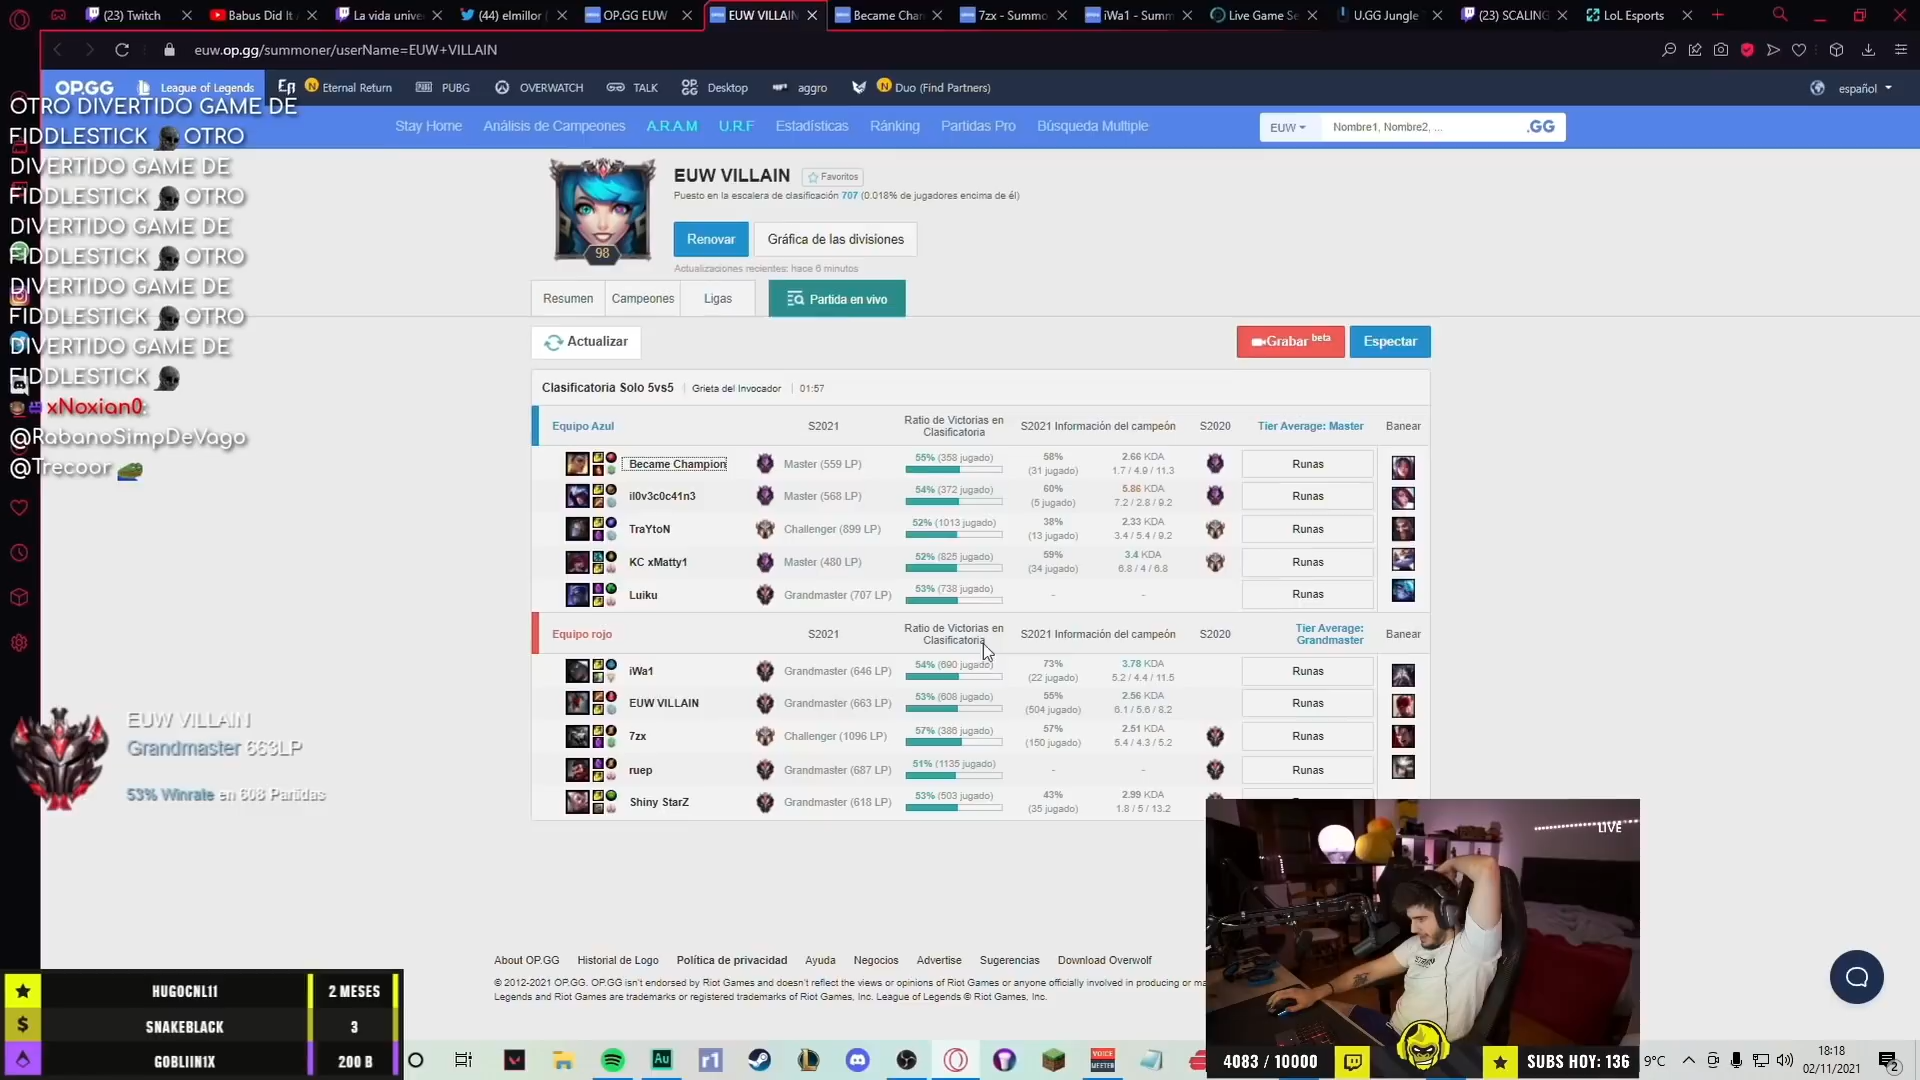 (23) Twitch
Babus Did It
La vida unive
(44) elmillor
OP.GG EUW
EUW VILLAIN
Became Chan
7zx - Summo
iWa1 - Summ
Live Game Se
U.GG Jungle
(23) SCALING
LoL Esports
euw.op.gg/summoner/userName=EUW+VILLAIN
OP.GG
League of Legends
Eternal Return
PUBG
OVERWATCH
TALK
Desktop
aggro
Duo (Find Partners)
español
Stay Home
Análisis de Campeones
A.R.A.M
U.R.F
Estadísticas
Ránking
Partidas Pro
Búsqueda Multiple
EUW
Nombre1, Nombre2, ...
.GG
OTRO DIVERTIDO GAME DE
FIDDLESTICK OTRO
DIVERTIDO GAME DE
FIDDLESTICK OTRO
DIVERTIDO GAME DE
FIDDLESTICK OTRO
DIVERTIDO GAME DE
FIDDLESTICK OTRO
DIVERTIDO GAME DE
FIDDLESTICK
xNoxian0:
@RabanoSimpDeVago
@Trecoor
98
EUW VILLAIN
Favoritos
Puesto en la escalera de clasificación 707 (0.018% de jugadores encima de él)
Renovar
Gráfica de las divisiones
Actualizaciones recientes: hace 6 minutos
Resumen
Campeones
Ligas
Partida en vivo
Actualizar
Grabar beta
Espectar
Clasificatoria Solo 5vs5 | Grieta del Invocador | 01:57
Equipo Azul S2021 Ratio de Victorias en Clasificatoria S2021 Información del campeón S2020 Tier Average: Master Banear
Became Champion Master (559 LP) 55% (358 jugado) 58% (31 jugado) 2.66 KDA 1.7 / 4.9 / 11.3 Runas
il0v3c0c41n3 Master (568 LP) 54% (372 jugado) 60% (5 jugado) 5.86 KDA 7.2 / 2.8 / 9.2 Runas
TraYtoN Challenger (899 LP) 52% (1013 jugado) 38% (13 jugado) 2.33 KDA 3.4 / 5.4 / 9.2 Runas
KC xMatty1 Master (480 LP) 52% (825 jugado) 59% (34 jugado) 3.4 KDA 6.8 / 4 / 6.8 Runas
Luiku Grandmaster (707 LP) 53% (738 jugado) - - Runas
Equipo rojo S2021 Ratio de Victorias en Clasificatoria S2021 Información del campeón S2020 Tier Average: Grandmaster Banear
iWa1 Grandmaster (646 LP) 54% (690 jugado) 73% (22 jugado) 3.78 KDA 5.2 / 4.4 / 11.5 Runas
EUW VILLAIN Grandmaster (663 LP) 53% (608 jugado) 55% (504 jugado) 2.56 KDA 6.1 / 5.6 / 8.2 Runas
7zx Challenger (1096 LP) 57% (386 jugado) 57% (150 jugado) 2.51 KDA 5.4 / 4.3 / 5.2 Runas
ruep Grandmaster (687 LP) 51% (1135 jugado) - - Runas
Shiny StarZ Grandmaster (618 LP) 53% (503 jugado) 43% (35 jugado) 2.99 KDA 1.8 / 5 / 13.2
EUW VILLAIN
Grandmaster 663LP
53% Winrate en 608 Partidas
LIVE
About OP.GG
Historial de Logo
Política de privacidad
Ayuda
Negocios
Advertise
Sugerencias
Download Overwolf
© 2012-2021 OP.GG. OP.GG isn't endorsed by Riot Games and doesn't reflect the views or opinions of Riot Games or anyone officially involved in producing or ma
Legends and Riot Games are trademarks or registered trademarks of Riot Games, Inc. League of Legends © Riot Games, Inc.
HUGOCNL11 2 MESES
$ SNAKEBLACK 3
GOBLIIN1X 200 B
Au
r1
VOICE MEETER
4083 / 10000
SUBS HOY: 136
9°C
18:18
02/11/2021
2